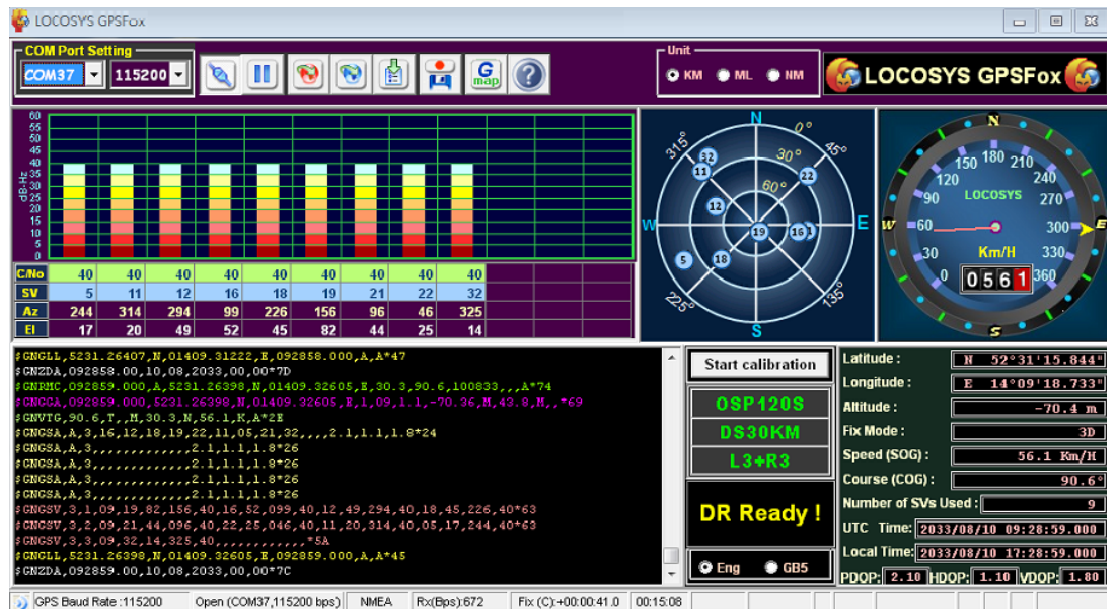 LOCOSYS GPSFox
COM Port Setting
COM37 115200
G map
?
Unit
KM ML NM
LOCOSYS GPSFox
60
55
50
45
40
35
30
25
20
15
10
5
0
dB-Hz
C/No 40 40 40 40 40 40 40 40 40
SV 5 11 12 16 18 19 21 22 32
Az 244 314 294 99 226 156 96 46 325
El 17 20 49 52 45 82 44 25 14
N
0°
315° 45°
32 30°
11 22
60°
12
W 19 16 E
5 18
225° 135°
S
N
150 180 210
120 240
90 LOCOSYS 270
W 60 300 E
30 Km/H 330
0 0561 360
S
$GNGLL,5231.26407,N,01409.31222,E,092858.000,A,A*47
$GNZDA,092858.00,10,08,2033,00,00*7D
$GNRMC,092859.000,A,5231.26398,N,01409.32605,E,30.3,90.6,100833,,,A*74
$GNGGA,092859.000,5231.26398,N,01409.32605,E,1,09,1.1,-70.36,M,43.8,M,,*69
$GNVTG,90.6,T,,M,30.3,N,56.1,K,A*2E
$GNGSA,A,3,16,12,18,19,22,11,05,21,32,,,,2.1,1.1,1.8*24
$GNGSA,A,3,,,,,,,,,,,,,2.1,1.1,1.8*26
$GNGSA,A,3,,,,,,,,,,,,,2.1,1.1,1.8*26
$GNGSA,A,3,,,,,,,,,,,,,2.1,1.1,1.8*26
$GNGSV,3,1,09,19,82,156,40,16,52,099,40,12,49,294,40,18,45,226,40*63
$GNGSV,3,2,09,21,44,096,40,22,25,046,40,11,20,314,40,05,17,244,40*63
$GNGSV,3,3,09,32,14,325,40,,,,,,,,,,,,*5A
$GNGLL,5231.26398,N,01409.32605,E,092859.000,A,A*45
$GNZDA,092859.00,10,08,2033,00,00*7C
Start calibration
OSP120S
DS30KM
L3+R3
DR Ready !
Eng GB5
Latitude : N 52°31'15.844"
Longitude : E 14°09'18.733"
Altitude : -70.4 m
Fix Mode : 3D
Speed (SOG) : 56.1 Km/H
Course (COG) : 90.6°
Number of SVs Used : 9
UTC Time: 2033/08/10 09:28:59.000
Local Time: 2033/08/10 17:28:59.000
PDOP: 2.10 HDOP: 1.10 VDOP: 1.80
GPS Baud Rate :115200 Open (COM37,115200 bps) NMEA Rx(Bps):672 Fix (C):+00:00:41.0 00:15:08